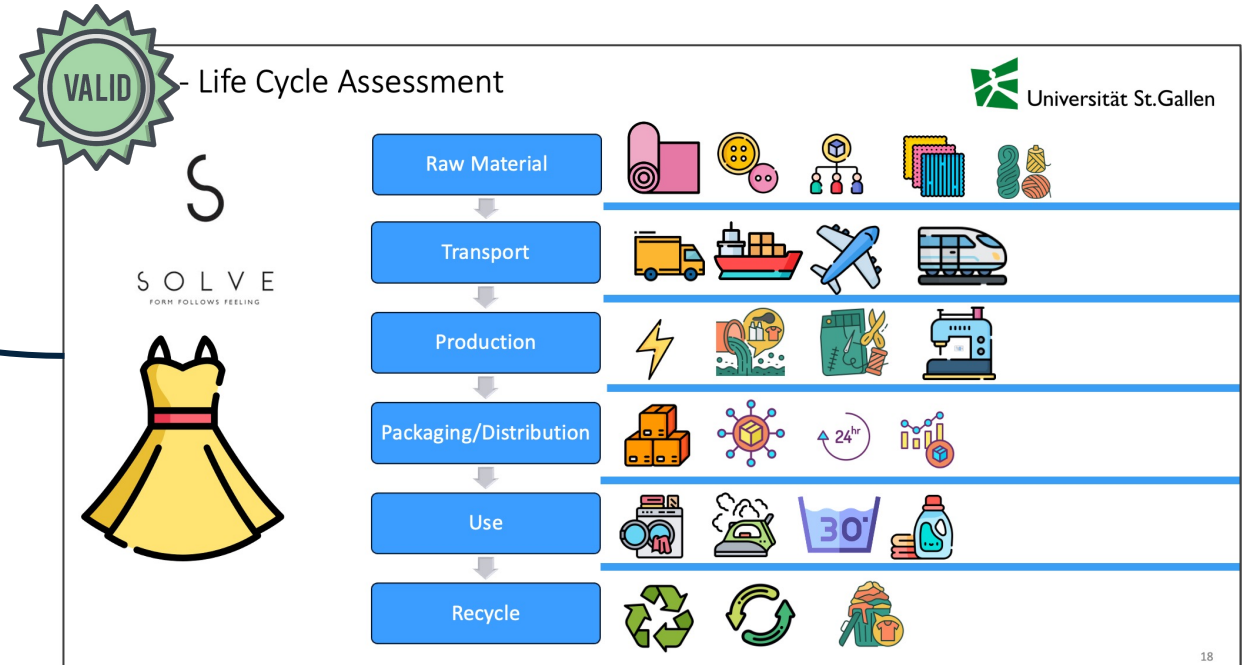 VALID
- Life Cycle Assessment
Universität St.Gallen
S
SOLVE
FORM FOLLOWS FEELING
Raw Material
Transport
Production
Packaging/Distribution
24hr
Use
30°
Recycle
18